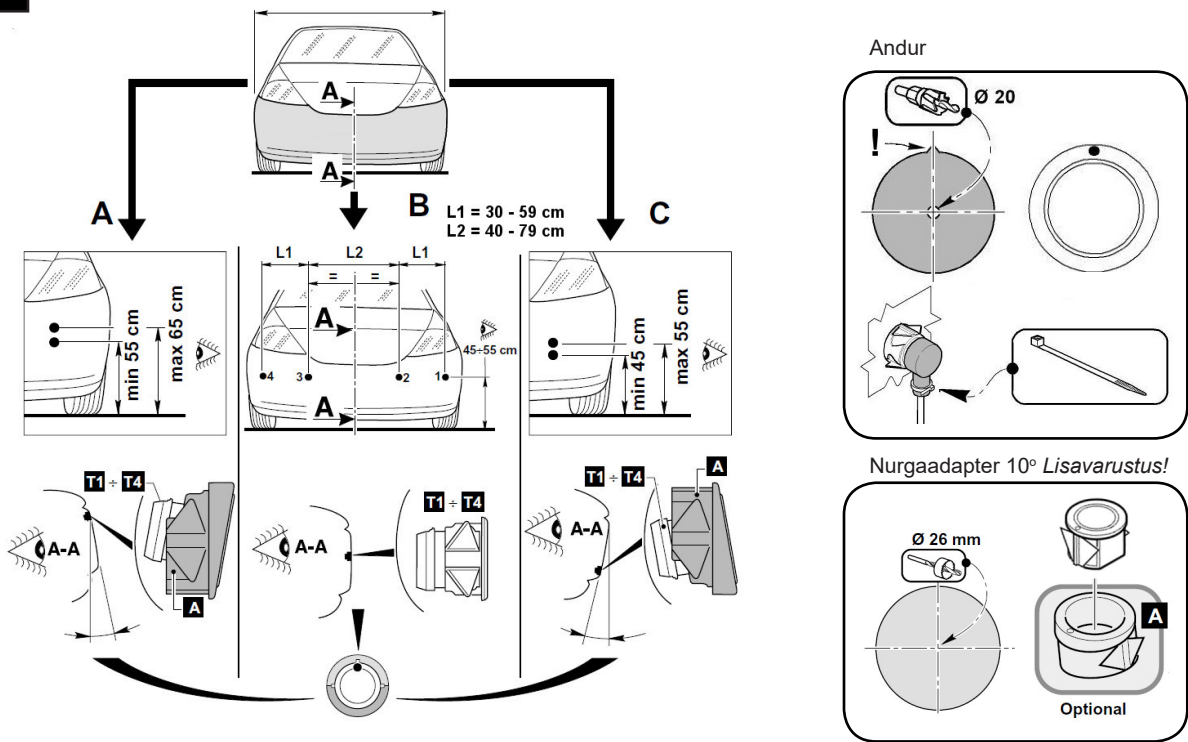 A
A
A
B
L1 = 30 - 59 cm
L2 = 40 - 79 cm
C
min 55 cm
max 65 cm
L1 L2 L1
= =
A
45÷55 cm
4 3 2 1
A
min 45 cm
max 55 cm
T1 ÷ T4
A-A
A
T1 ÷ T4
A-A
T1 ÷ T4
A
A-A
Andur
Ø 20
!
Nurgaadapter 10º Lisavarustus!
Ø 26 mm
A
Optional